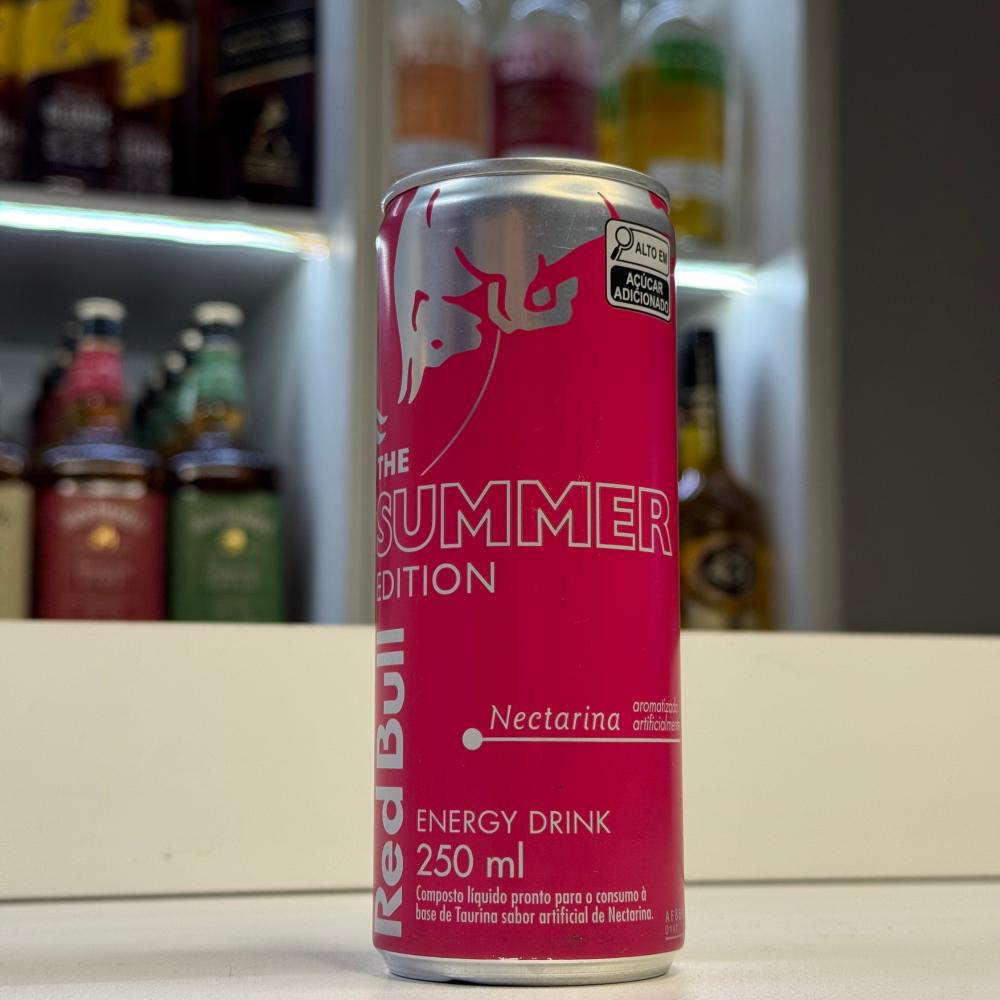 ALTO EM
AÇÚCAR
ADICIONADO
THE
SUMMER
EDITION
Red Bull
Nectarina
aromatizado
artificialmente
ENERGY DRINK
250 ml
Composto líquido pronto para o consumo à
base de Taurina sabor artificial de Nectarina.